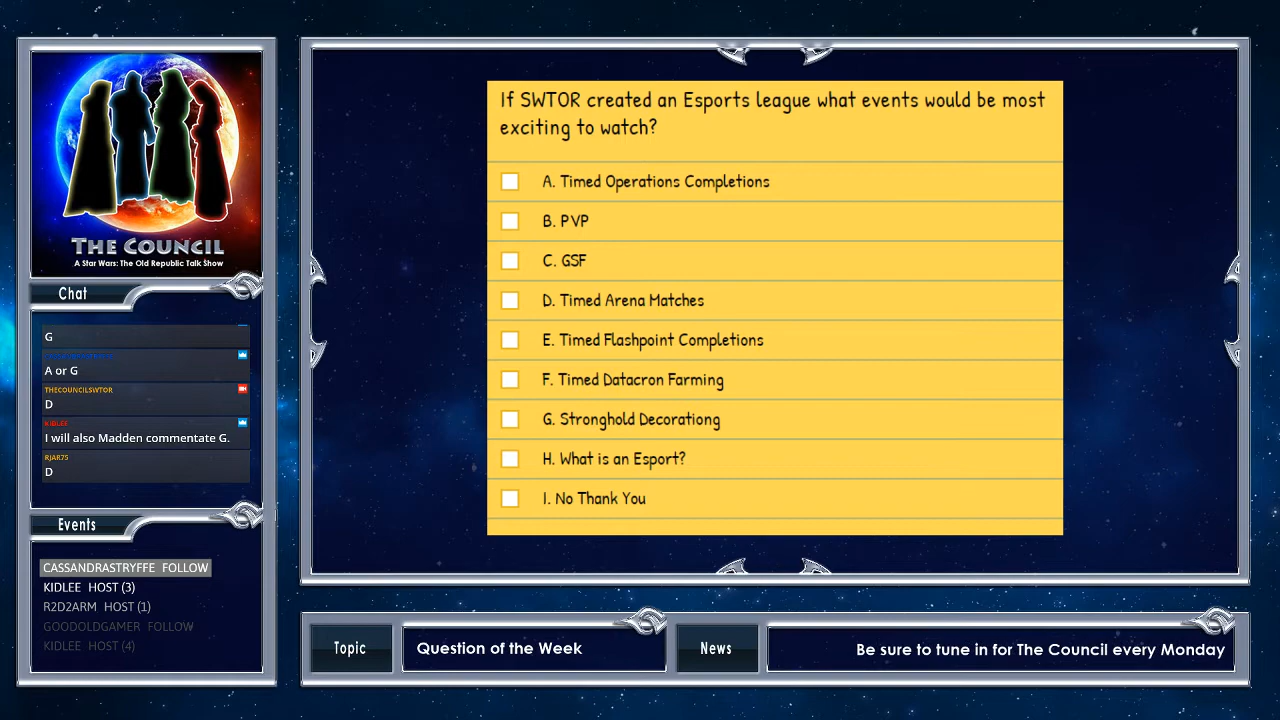 THE COUNCIL
A Star Wars: The Old Republic Talk Show
Chat
G
A or G
THECOUNCILSWTOR
D
KIDLEE
I will also Madden commentate G.
RJAR75
D
Events
CASSANDRASTRYFFE FOLLOW
KIDLEE HOST (3)
R2D2ARM HOST (1)
GOODOLDGAMER FOLLOW
KIDLEE HOST (4)
If SWTOR created an Esports league what events would be most
exciting to watch?
A. Timed Operations Completions
B. PVP
C. GSF
D. Timed Arena Matches
E. Timed Flashpoint Completions
F. Timed Datacron Farming
G. Stronghold Decorationg
H. What is an Esport?
I. No Thank You
Topic
Question of the Week
News
Be sure to tune in for The Council every Monday